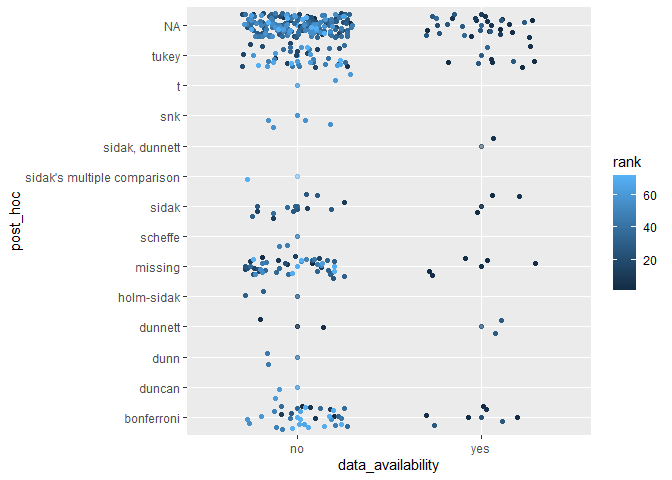 NA
tukey
t
snk
sidak, dunnett
sidak's multiple comparison
sidak
scheffe
missing
holm-sidak
dunnett
dunn
duncan
bonferroni
post_hoc
no
yes
data_availability
rank
60
40
20